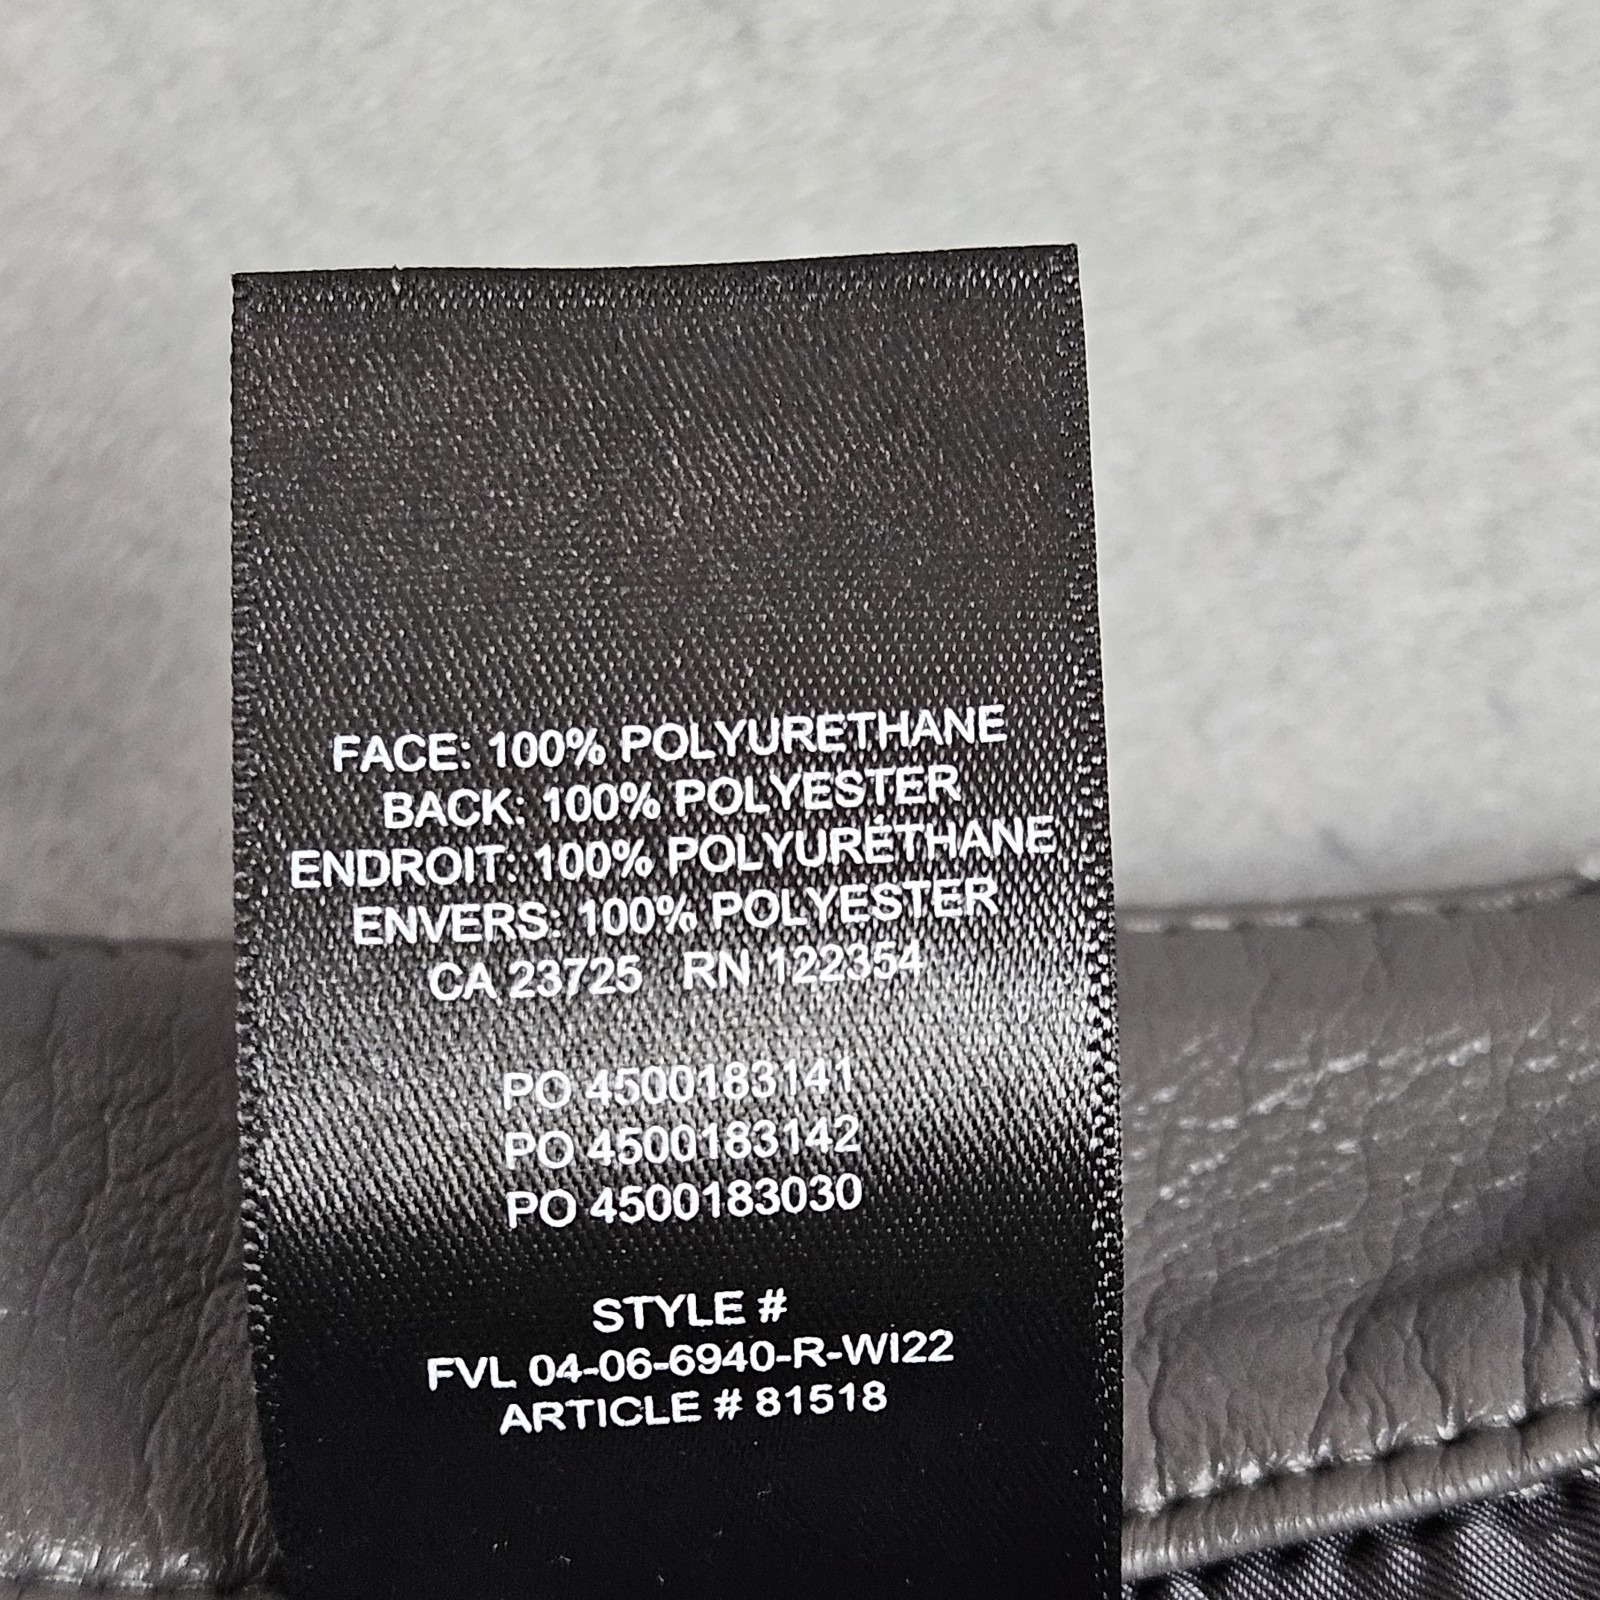 FACE: 100% POLYURETHANE
BACK: 100% POLYESTER
ENDROIT: 100% POLYURÉTHANE
ENVERS: 100% POLYESTER
CA 23725 RN 122354
PO 4500183141
PO 4500183142
PO 4500183030
STYLE #
FVL 04-06-6940-R-WI22
ARTICLE # 81518